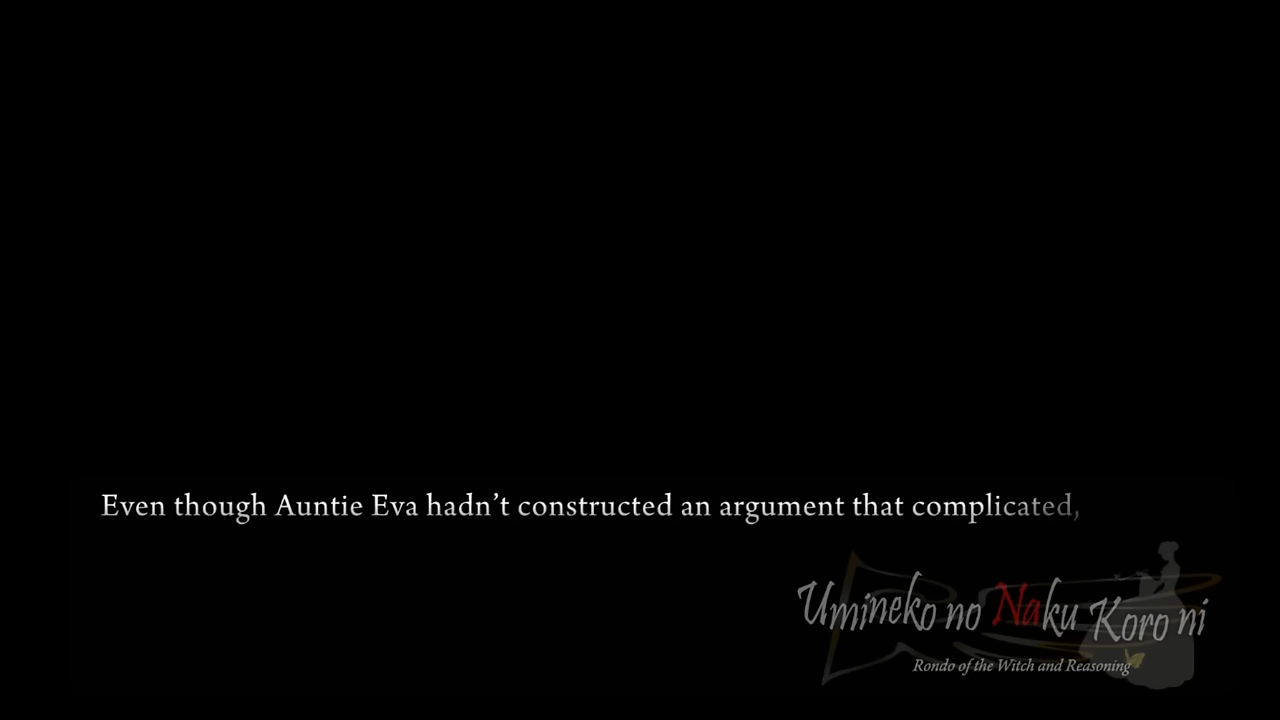 Even though Auntie Eva hadn’t constructed an argument that complicated,
Umineko no Naku Koro ni
Rondo of the Witch and Reasoning